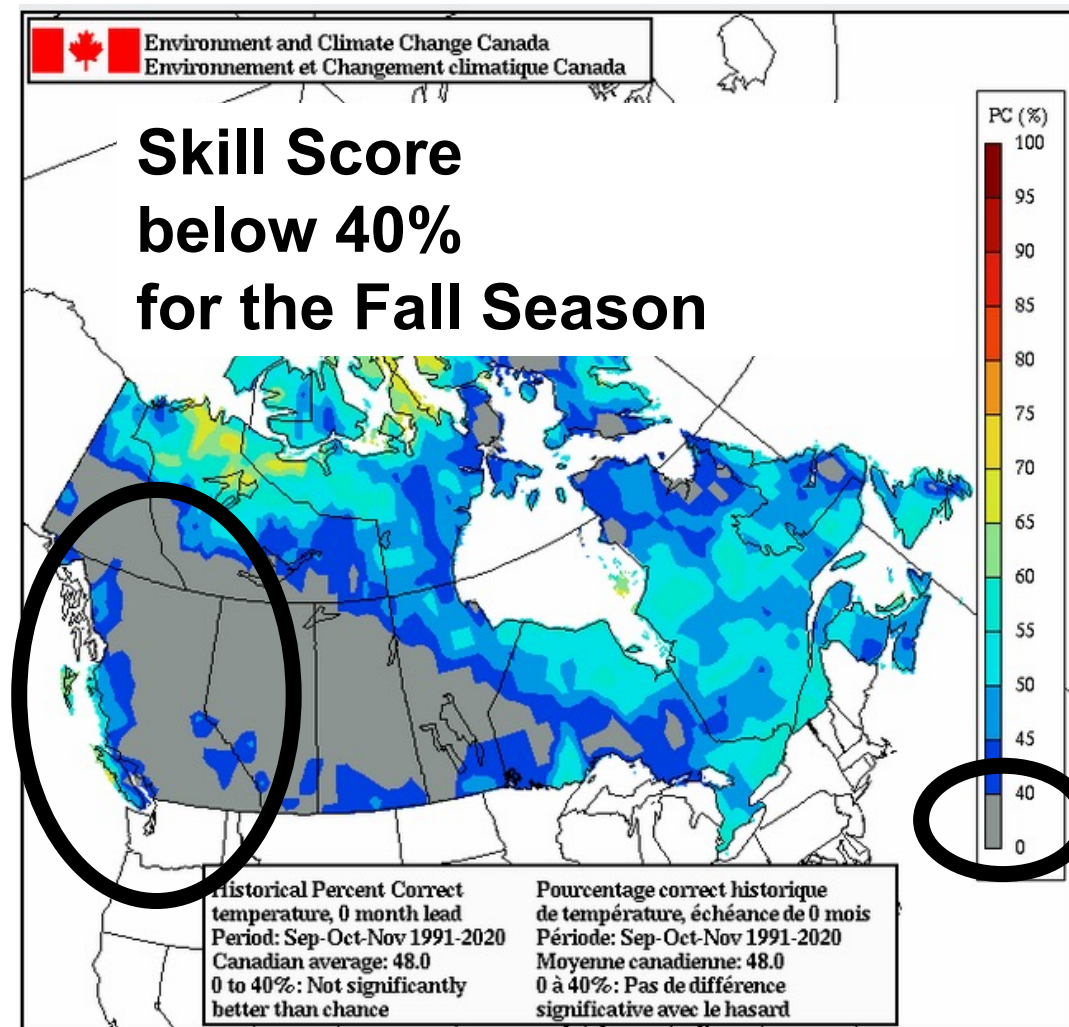 Environment and Climate Change Canada
Environnement et Changement climatique Canada
Skill Score
below 40%
for the Fall Season
PC (%)
100
95
90
85
80
75
70
65
60
55
50
45
40
0
Historical Percent Correct
temperature, 0 month lead
Period: Sep-Oct-Nov 1991-2020
Canadian average: 48.0
0 to 40%: Not significantly
better than chance
Pourcentage correct historique
de température, échéance de 0 mois
Période: Sep-Oct-Nov 1991-2020
Moyenne canadienne: 48.0
0 à 40%: Pas de différence
significative avec le hasard